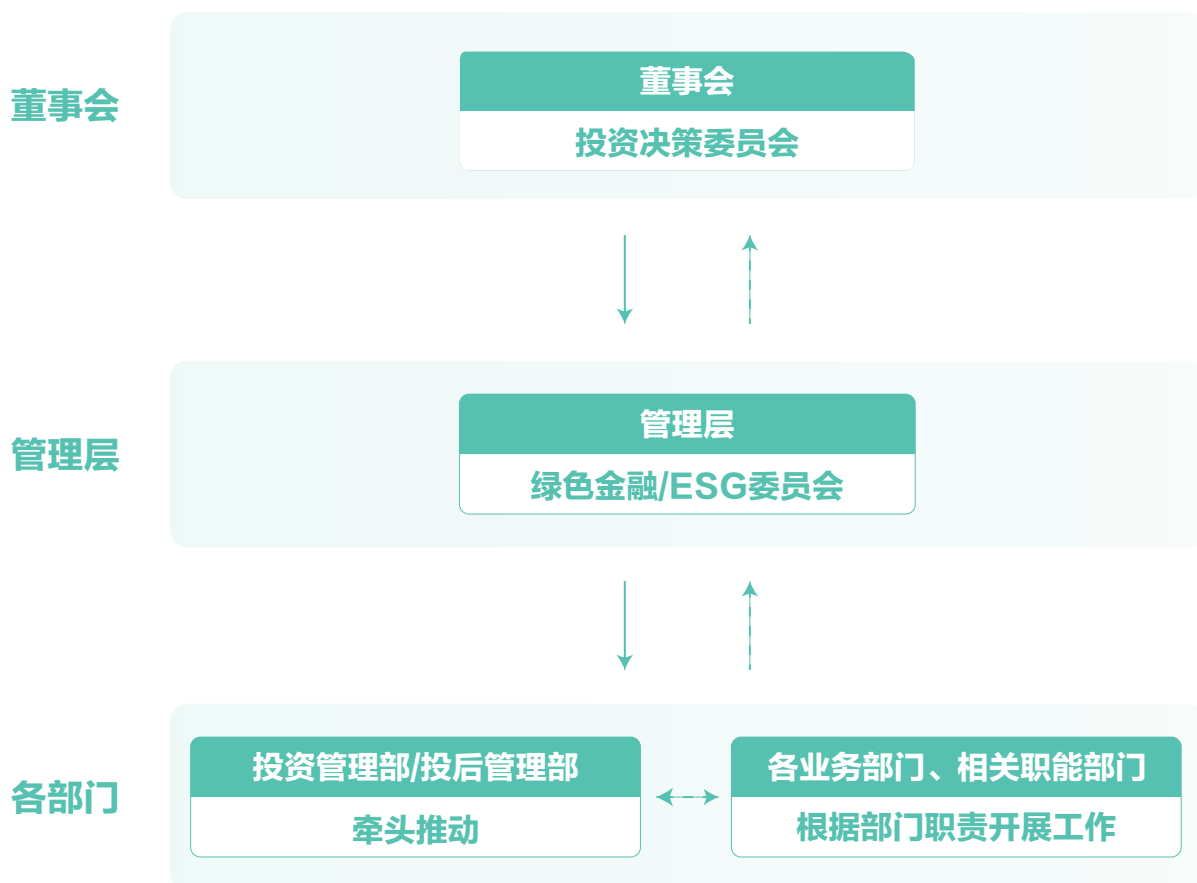 董事会
董事会
投资决策委员会
管理层
管理层
绿色金融/ESG委员会
各部门
投资管理部/投后管理部
牵头推动
各业务部门、相关职能部门
根据部门职责开展工作